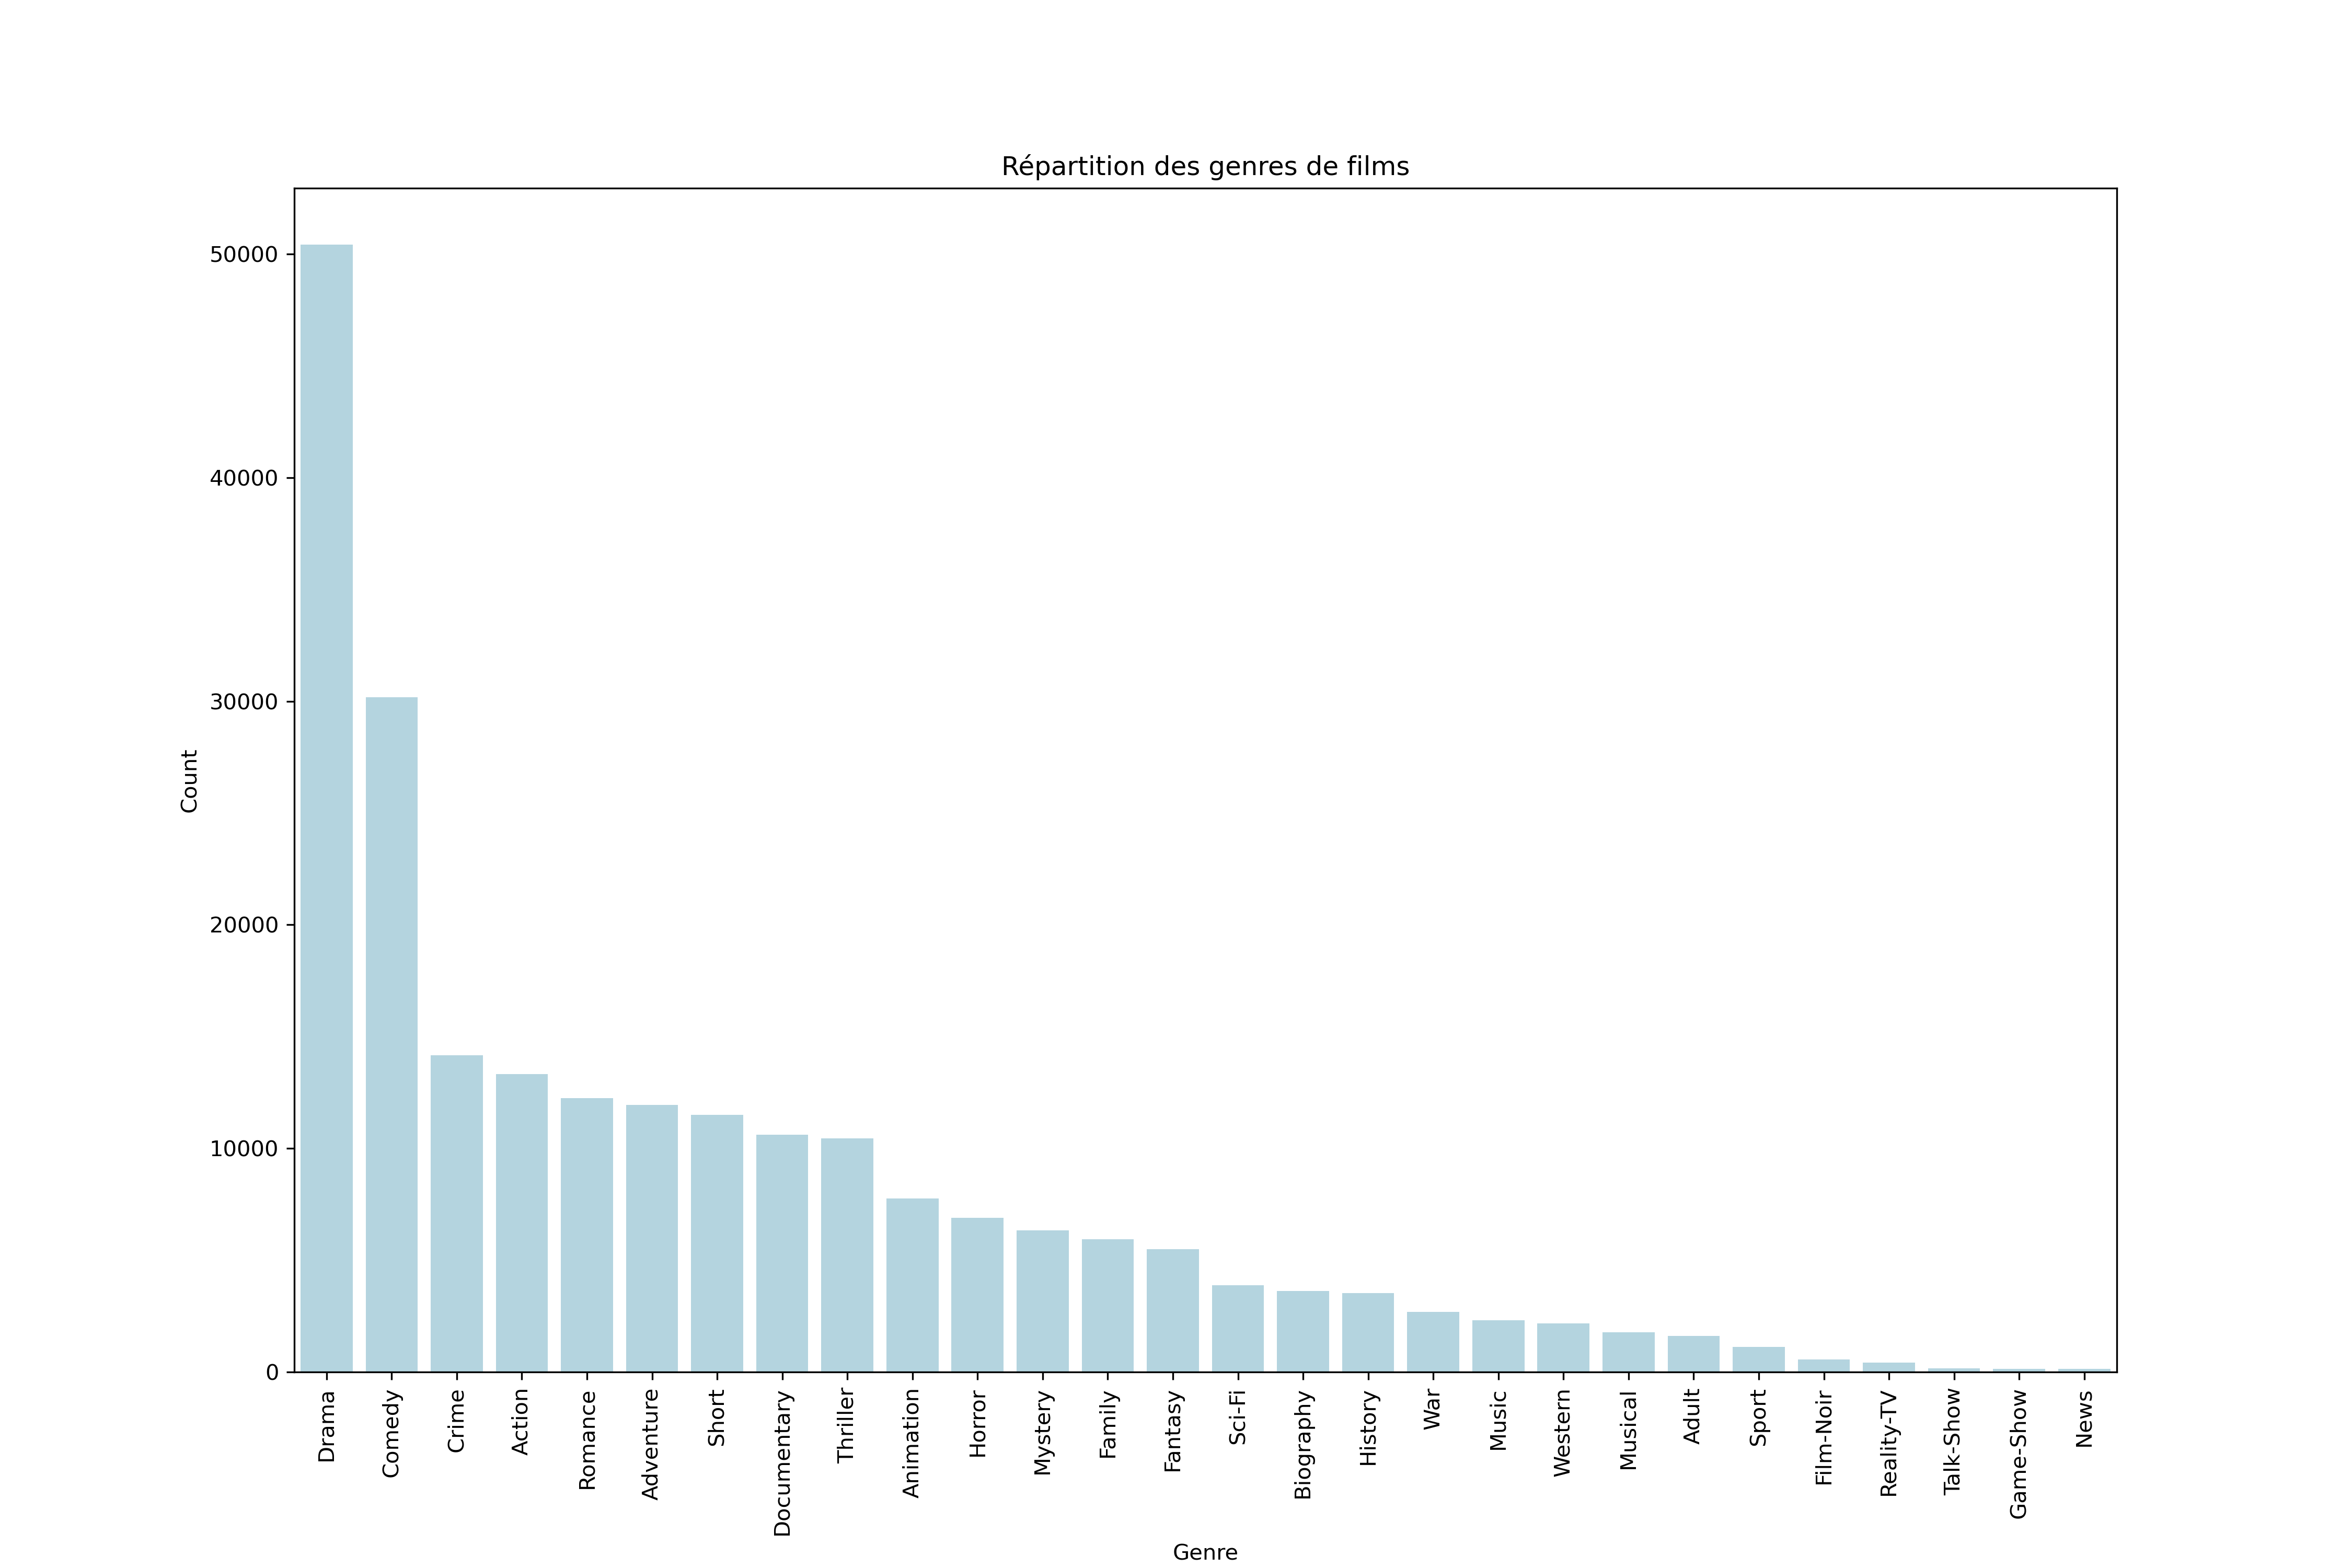 Répartition des genres de films
50000
40000
30000
20000
10000
0
Count
Drama
Comedy
Crime
Action
Romance
Adventure
Short
Documentary
Thriller
Animation
Horror
Mystery
Family
Fantasy
Sci-Fi
Biography
History
War
Music
Western
Musical
Adult
Sport
Film-Noir
Reality-TV
Talk-Show
Game-Show
News
Genre